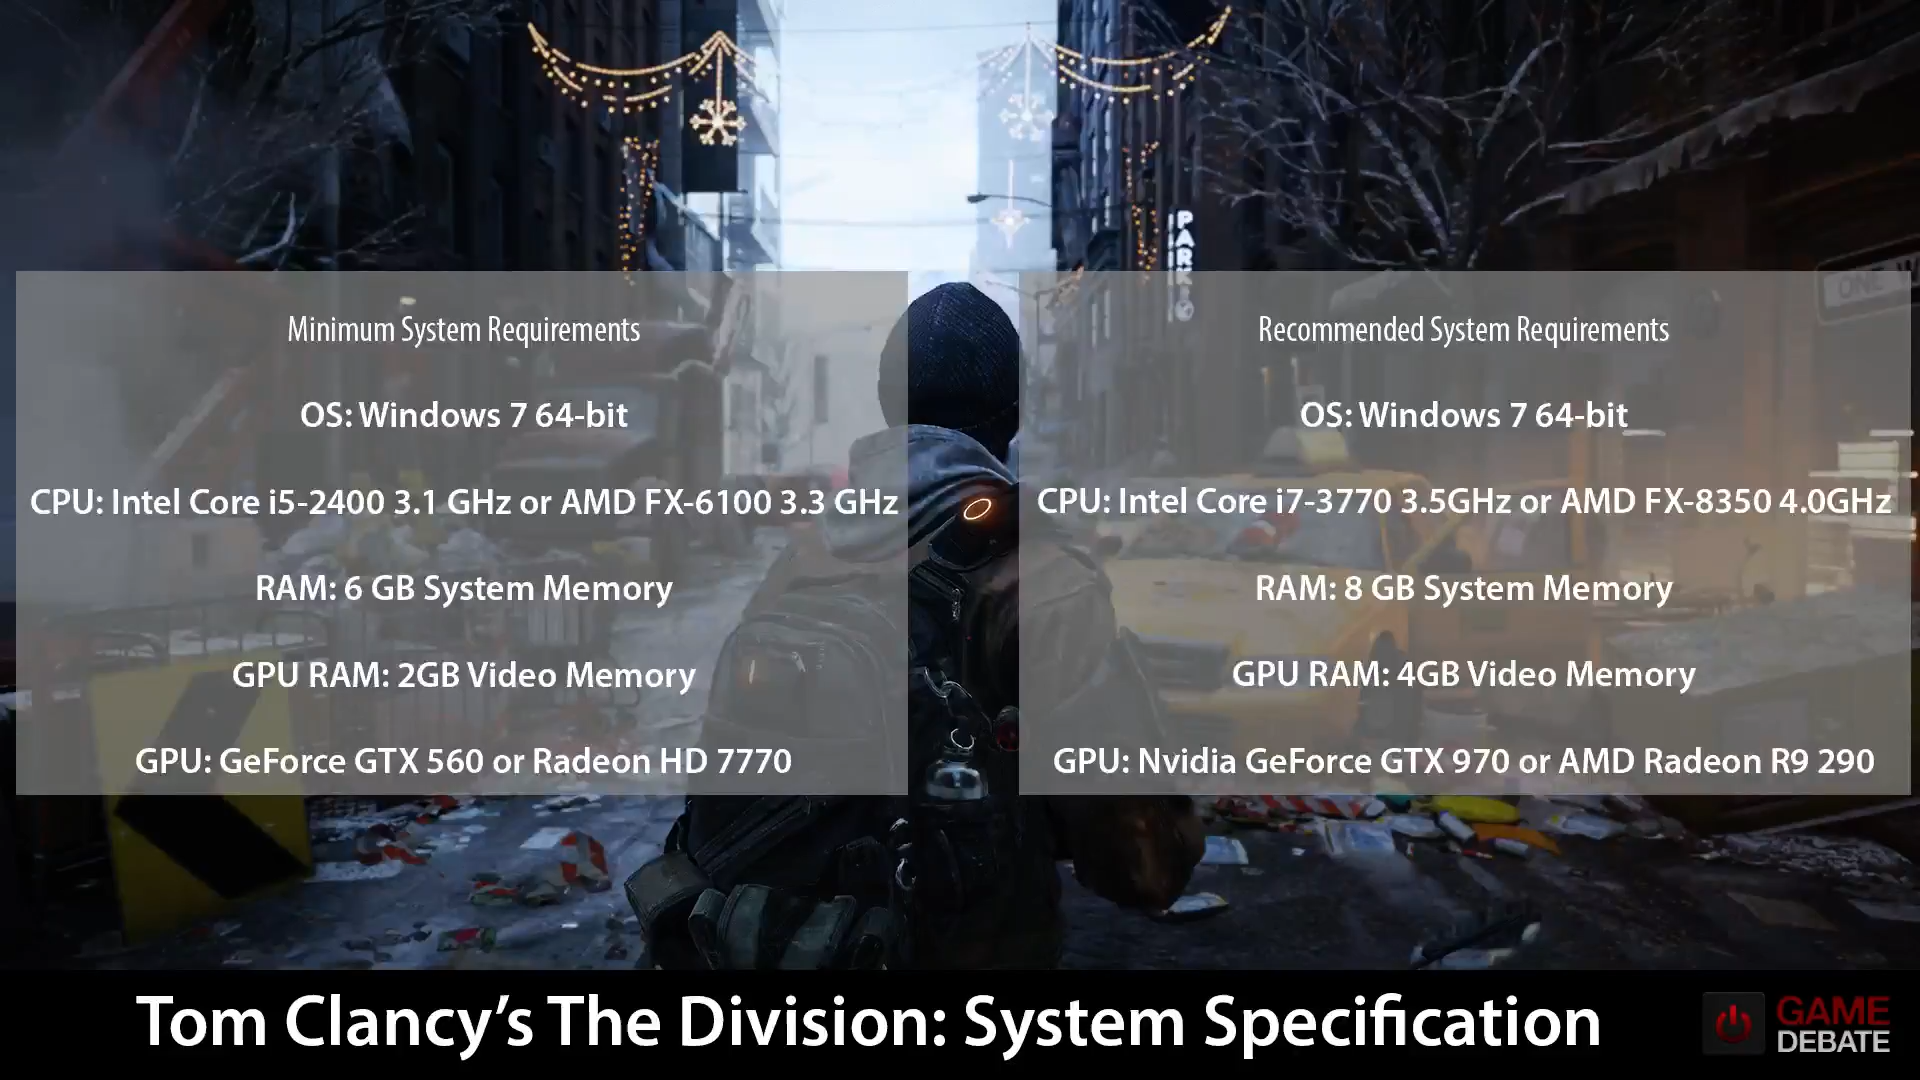 PARKING
ONE W
Minimum System Requirements
OS: Windows 7 64-bit
CPU: Intel Core i5-2400 3.1 GHz or AMD FX-6100 3.3 GHz
RAM: 6 GB System Memory
GPU RAM: 2GB Video Memory
GPU: GeForce GTX 560 or Radeon HD 7770
Recommended System Requirements
OS: Windows 7 64-bit
CPU: Intel Core i7-3770 3.5GHz or AMD FX-8350 4.0GHz
RAM: 8 GB System Memory
GPU RAM: 4GB Video Memory
GPU: Nvidia GeForce GTX 970 or AMD Radeon R9 290
Tom Clancy’s The Division: System Specification
GAME
DEBATE